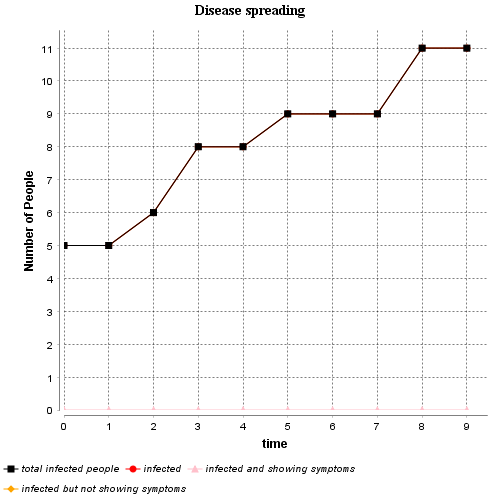 Disease spreading
Number of People
11
10
9
8
7
6
5
4
3
2
1
0
0 1 2 3 4 5 6 7 8 9
time
total infected people infected infected and showing symptoms
infected but not showing symptoms